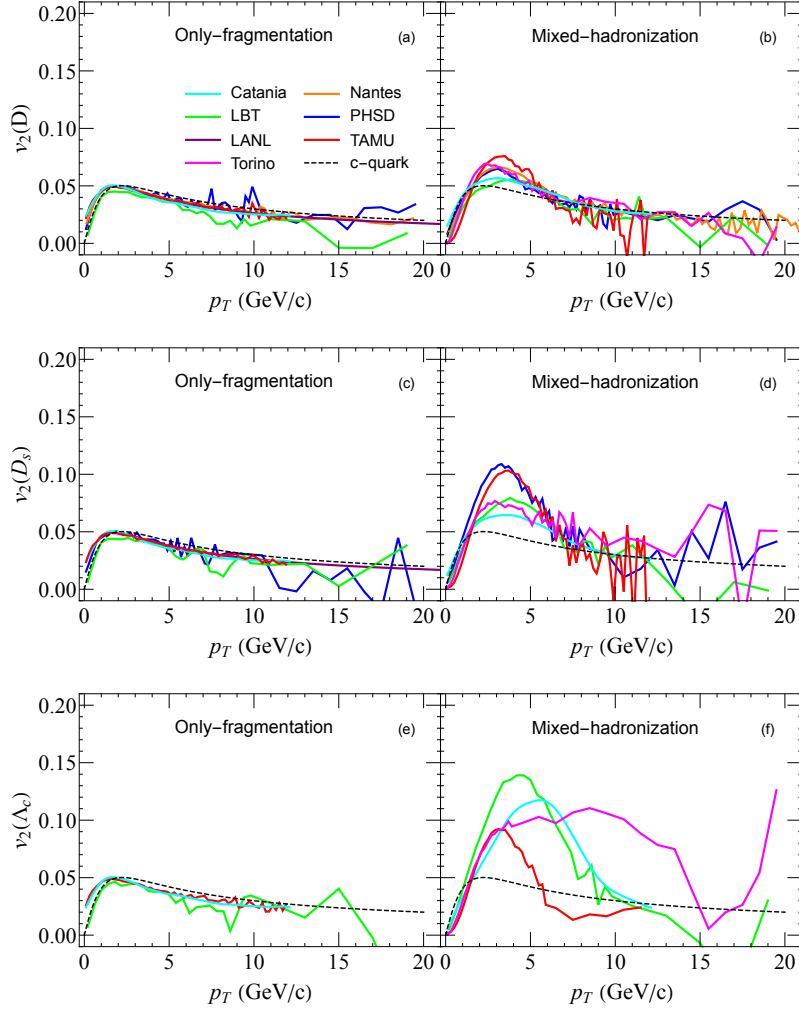 Only-fragmentation (a)
Mixed-hadronization (b)
Catania Nantes
LBT PHSD
LANL TAMU
Torino c-quark
v2(D)
0.20
0.15
0.10
0.05
0.00
0 5 10 15 20
0 5 10 15 20
pT (GeV/c)
pT (GeV/c)
Only-fragmentation (c)
Mixed-hadronization (d)
v2(Ds)
0.20
0.15
0.10
0.05
0.00
0 5 10 15 20
0 5 10 15 20
pT (GeV/c)
pT (GeV/c)
Only-fragmentation (e)
Mixed-hadronization (f)
v2(Λc)
0.20
0.15
0.10
0.05
0.00
0 5 10 15 20
0 5 10 15 20
pT (GeV/c)
pT (GeV/c)